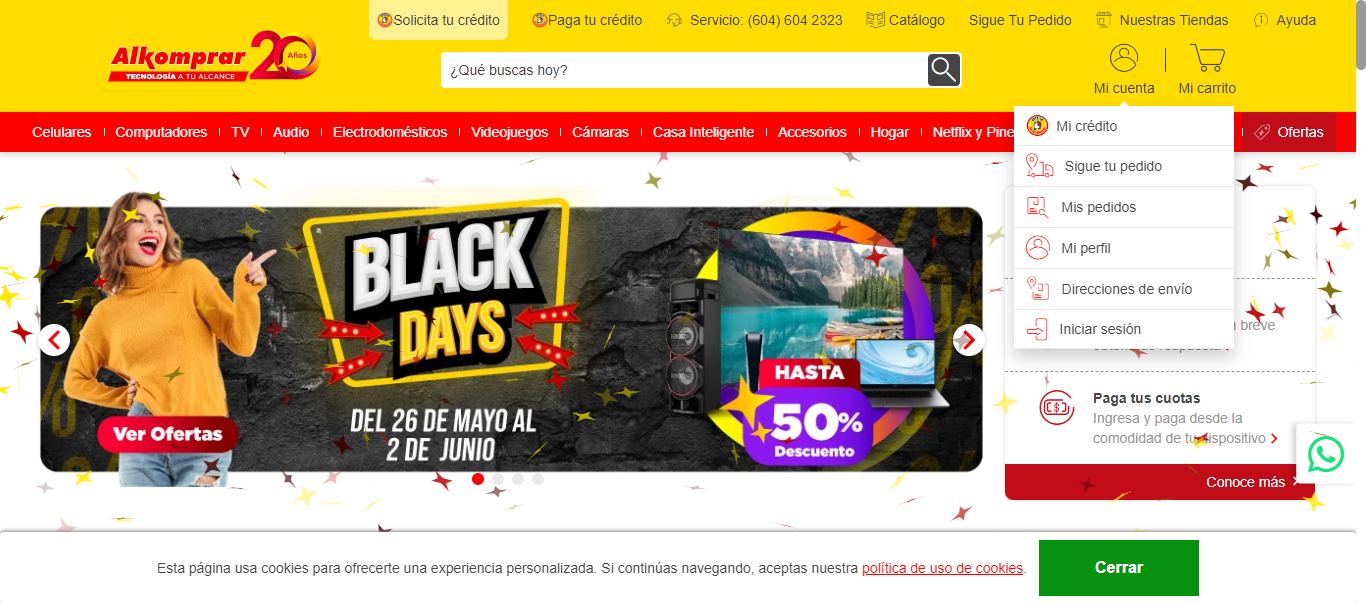 Solicita tu crédito
Paga tu crédito
Servicio: (604) 604 2323
Catálogo
Sigue Tu Pedido
Nuestras Tiendas
Ayuda
Alkomprar 20 Años
TECNOLOGÍA A TU ALCANCE
¿Qué buscas hoy?
Mi cuenta
Mi carrito
Celulares
Computadores
TV
Audio
Electrodomésticos
Videojuegos
Cámaras
Casa Inteligente
Accesorios
Hogar
Netflix y Pine
Ofertas
Mi crédito
Sigue tu pedido
Mis pedidos
Mi perfil
Direcciones de envío
Iniciar sesión
BLACK
DAYS
DEL 26 DE MAYO AL
2 DE JUNIO
Ver Ofertas
HASTA
50%
Descuento
breve
Paga tus cuotas
Ingresa y paga desde la
comodidad de tu dispositivo
Conoce más
Esta página usa cookies para ofrecerte una experiencia personalizada. Si continúas navegando, aceptas nuestra política de uso de cookies.
Cerrar